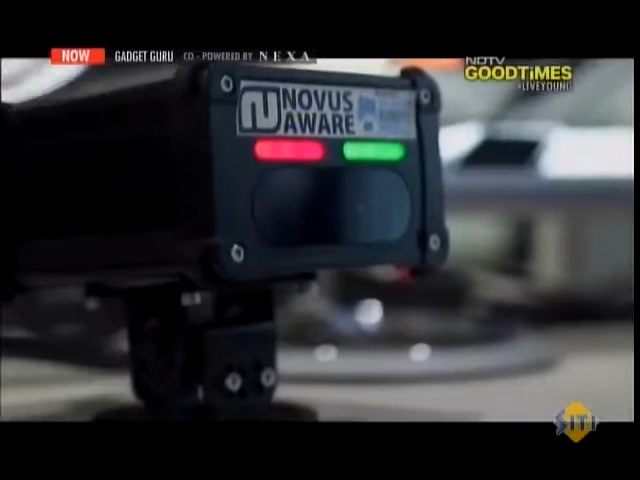 NOW
GADGET GURU CO - POWERED BY NEXA
NDTV
GOODTiMES
#LIVEYOUNG
NOVUS
AWARE
SITI